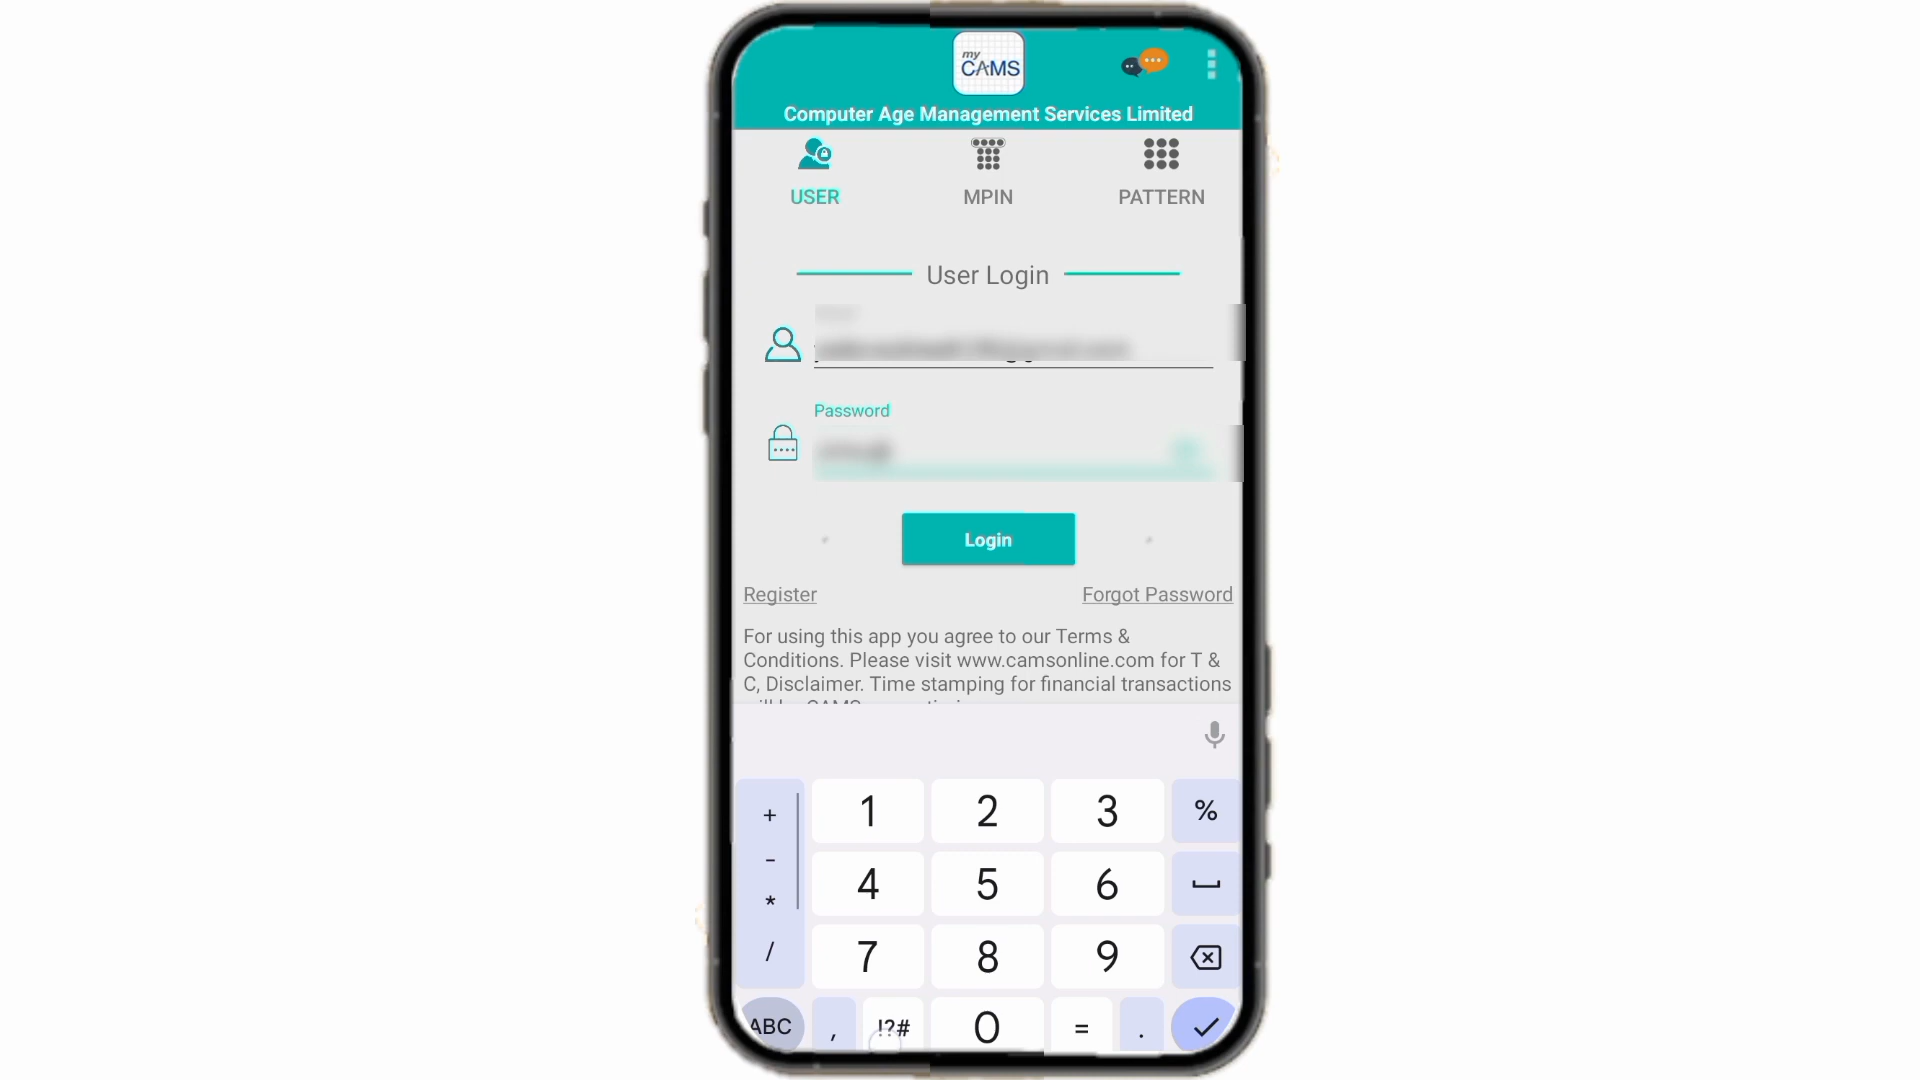 my
CAMS
Computer Age Management Services Limited
USER
MPIN
PATTERN
User Login
Password
Login
Register
Forgot Password
For using this app you agree to our Terms &
Conditions. Please visit www.camsonline.com for T &
C, Disclaimer. Time stamping for financial transactions
+
1
2
3
%
-
4
5
6
*
7
8
9
/
ABC
,
!?#
0
=
.